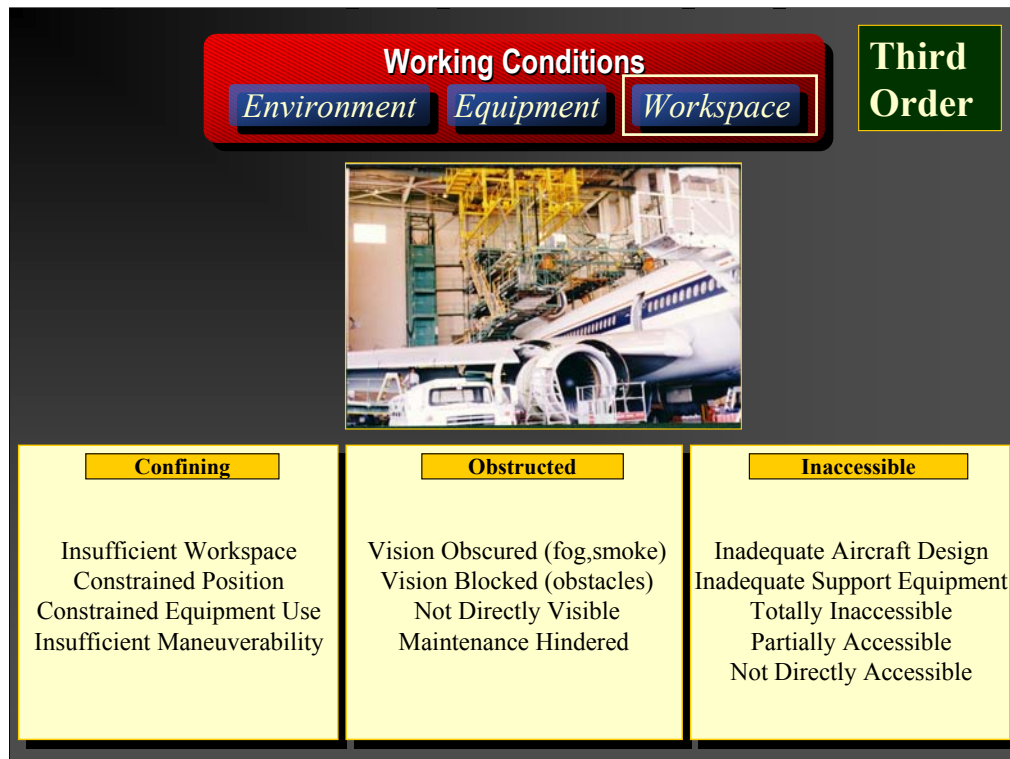 Working Conditions
Environment Equipment Workspace
Third
Order
Confining
Insufficient Workspace
Constrained Position
Constrained Equipment Use
Insufficient Maneuverability
Obstructed
Vision Obscured (fog,smoke)
Vision Blocked (obstacles)
Not Directly Visible
Maintenance Hindered
Inaccessible
Inadequate Aircraft Design
Inadequate Support Equipment
Totally Inaccessible
Partially Accessible
Not Directly Accessible